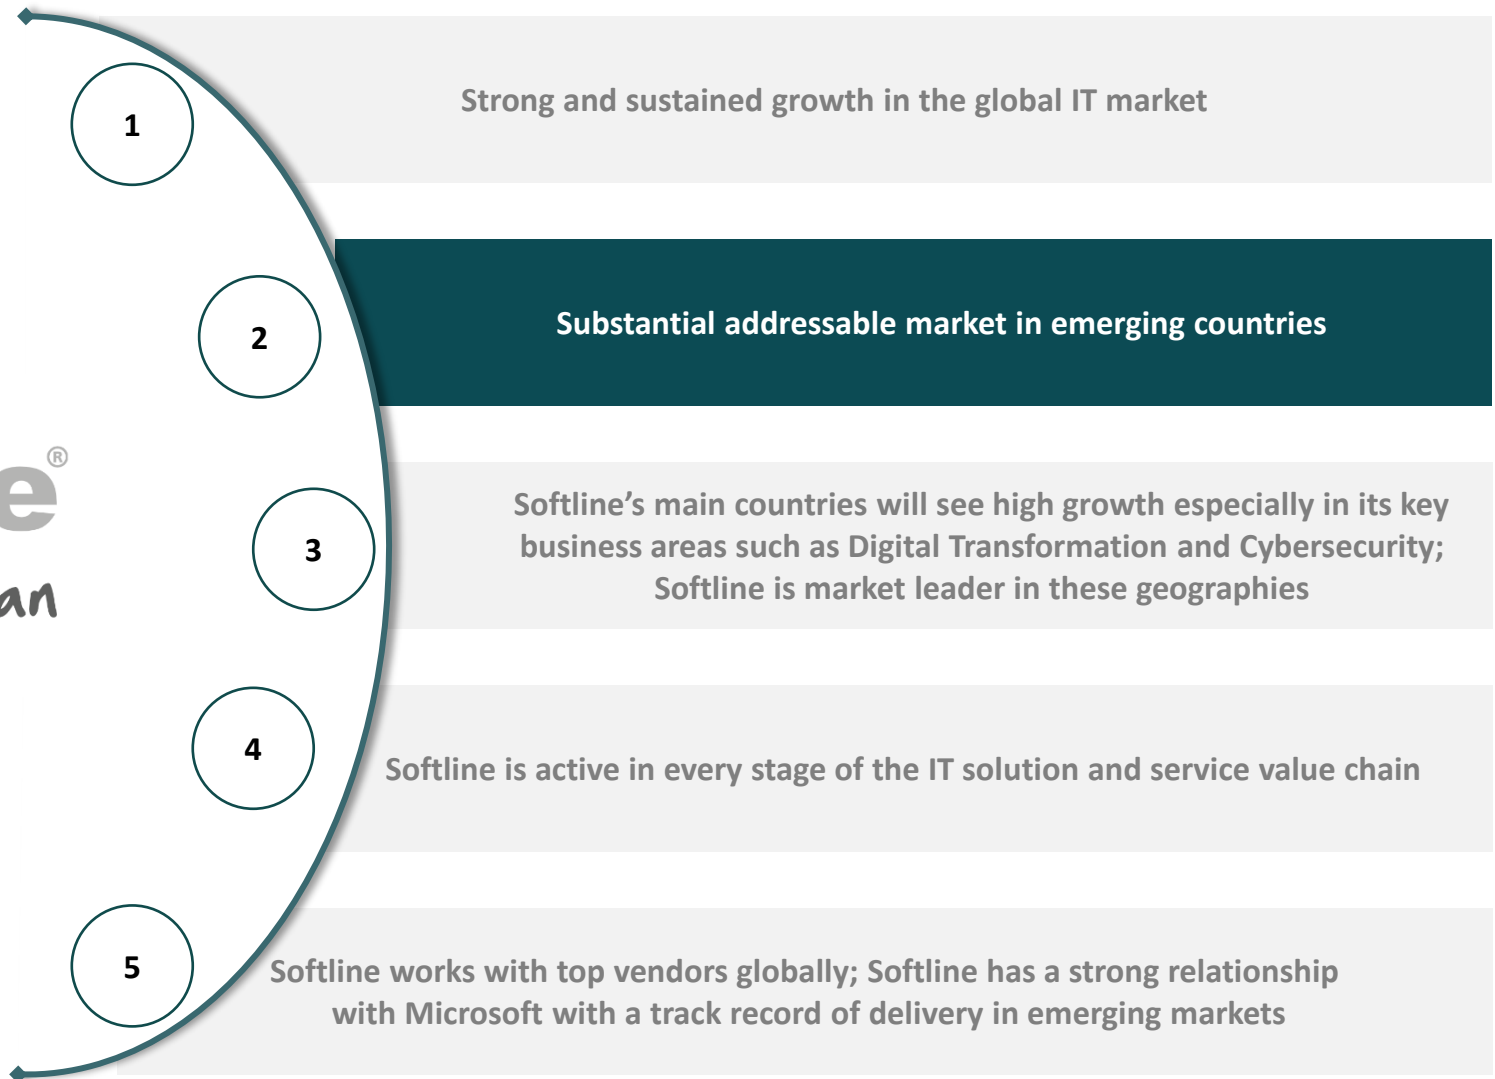 1
Strong and sustained growth in the global IT market
2
Substantial addressable market in emerging countries
e®
an
3
Softline’s main countries will see high growth especially in its key
business areas such as Digital Transformation and Cybersecurity;
Softline is market leader in these geographies
4
Softline is active in every stage of the IT solution and service value chain
5
Softline works with top vendors globally; Softline has a strong relationship
with Microsoft with a track record of delivery in emerging markets